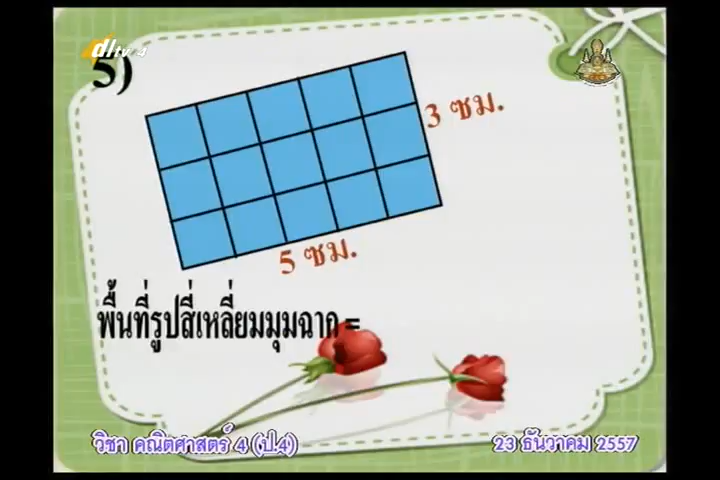 dltv 4
5)
3 ซม.
5 ซม.
พื้นที่รูปสี่เหลี่ยมมุมฉาก =
วิชา คณิตศาสตร์ 4 (ป.4)
23 ธันวาคม 2557